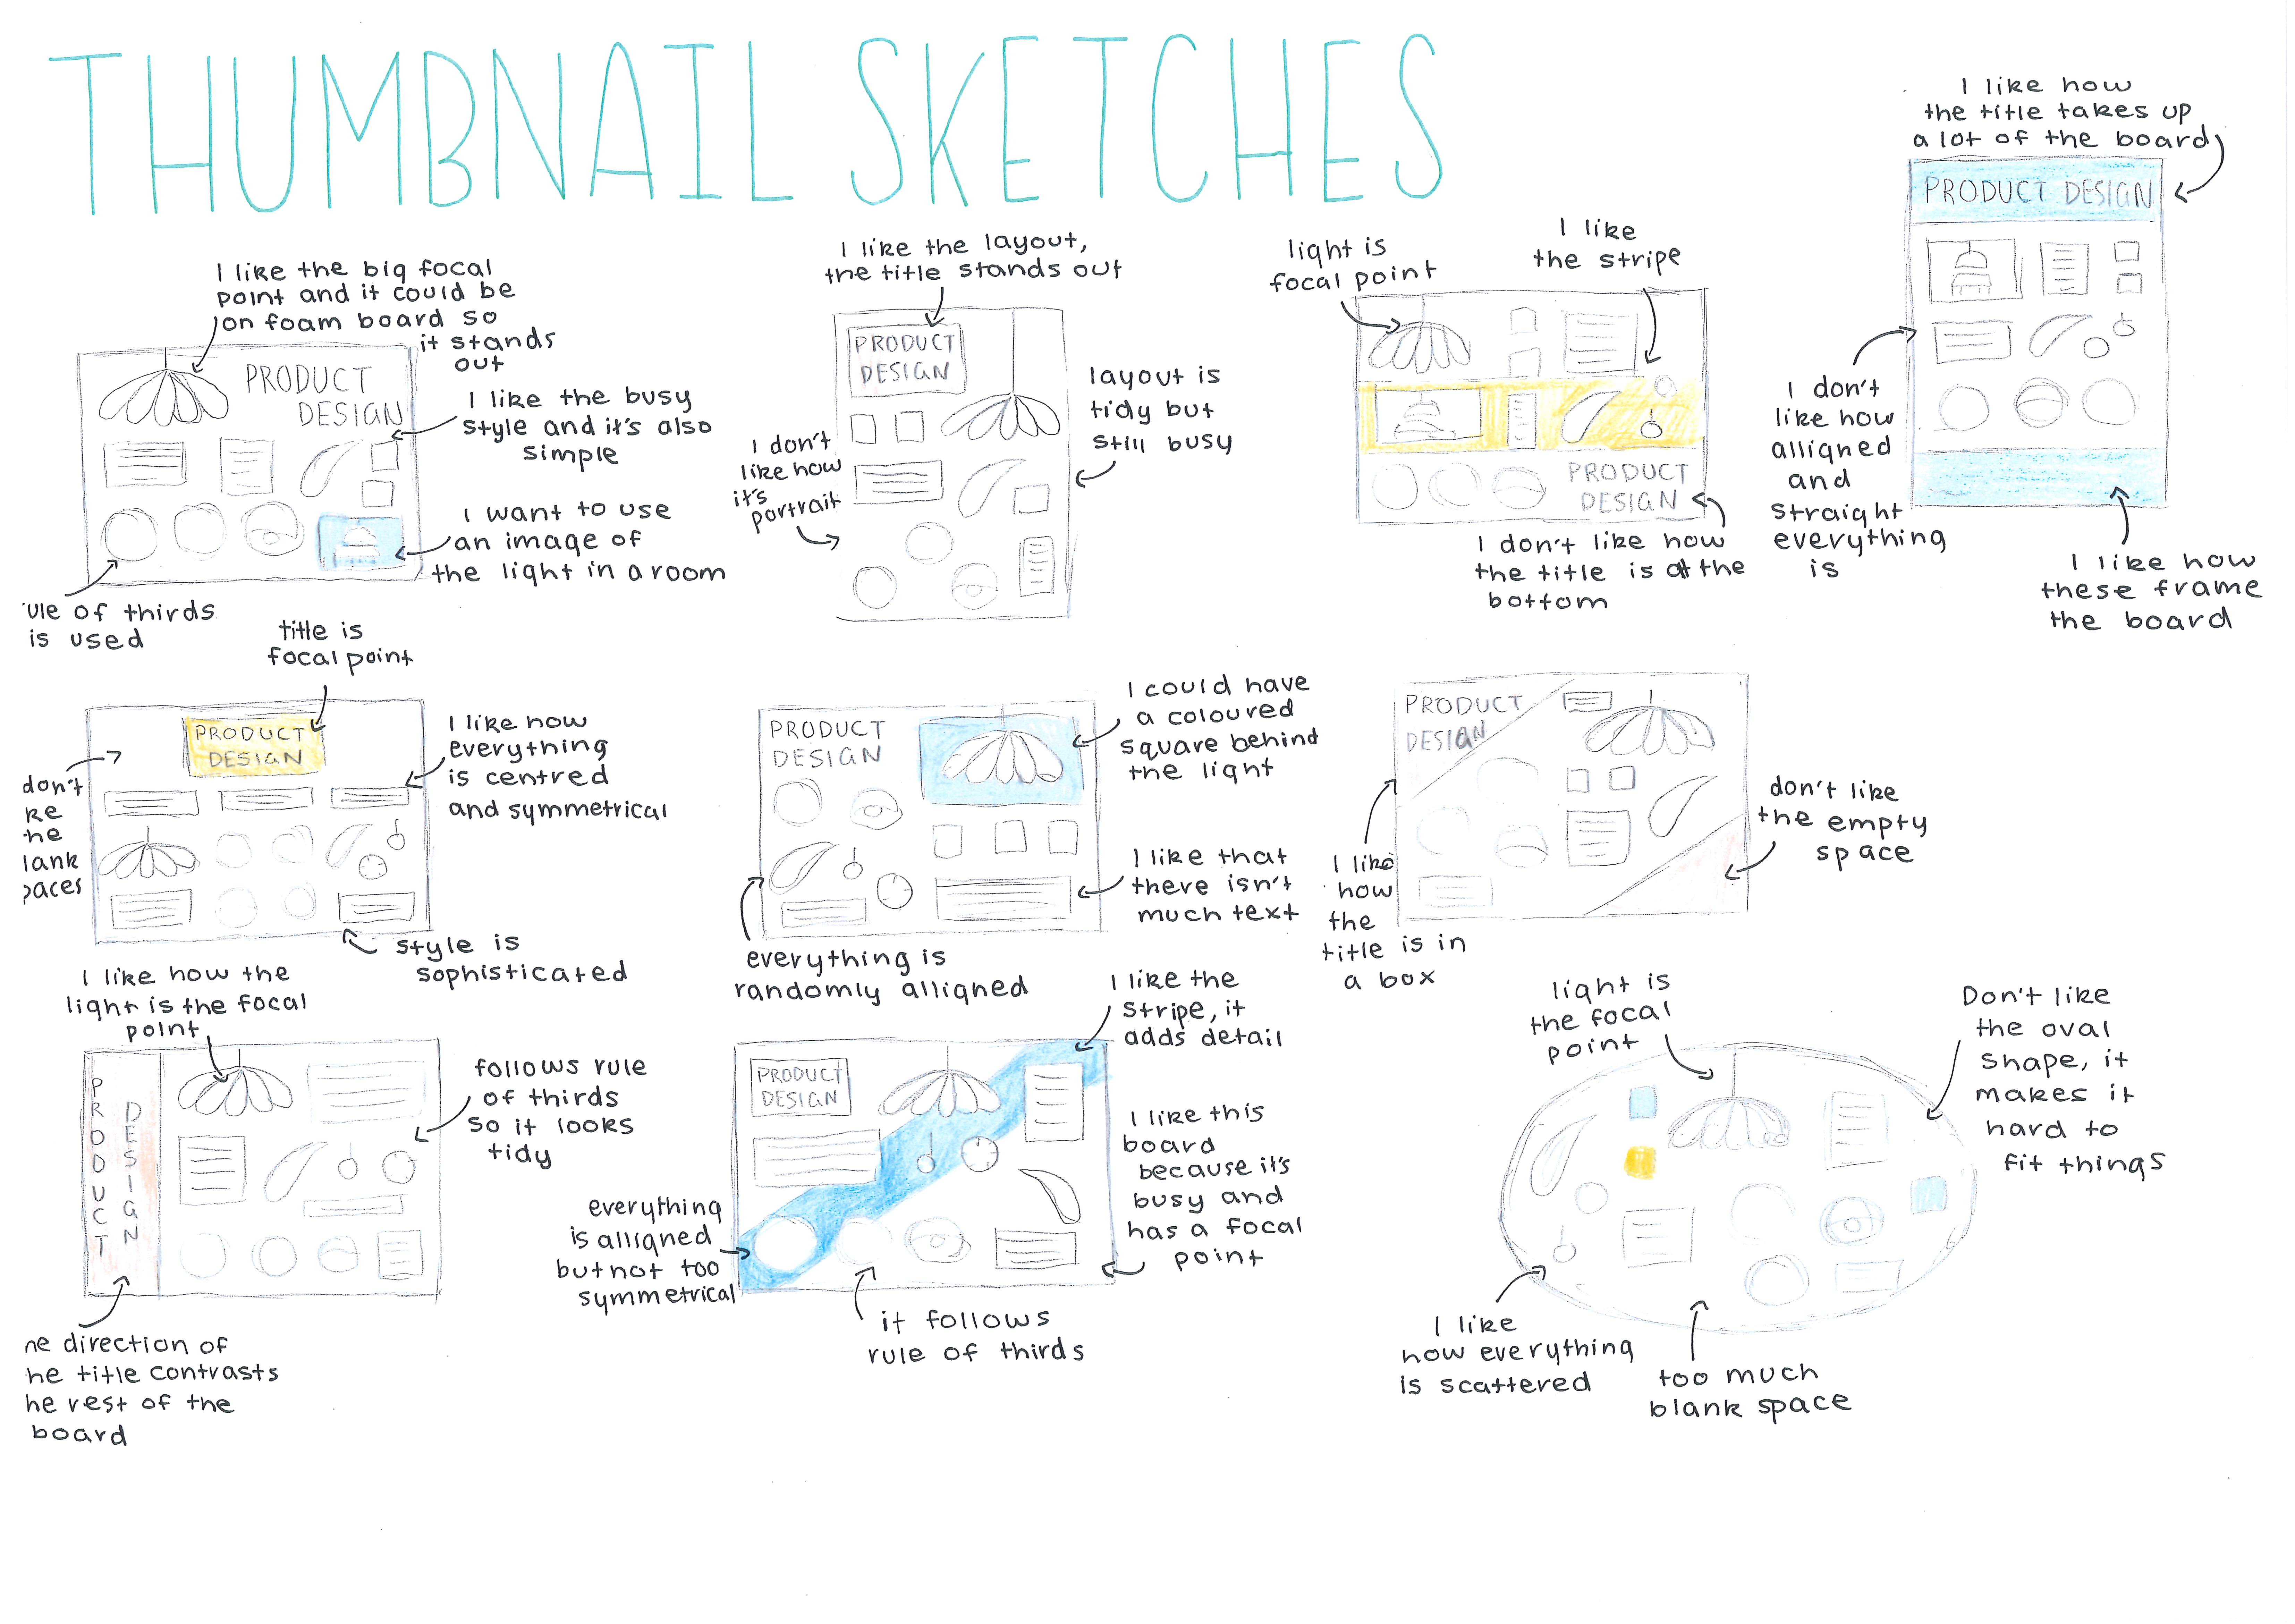 THUMBNAIL SKETCHES
I like the big focal
point and it could be
on foam board so
it stands
out
PRODUCT
DESIGN
I like the busy
style and it's also
simple
I want to use
an image of
the light in a room
ule of thirds
is used
I like the layout,
the title stands out
PRODUCT
DESIGN
layout is
tidy but
still busy
I don't
like how
it's
portrait
light is
focal point
I like
the stripe
PRODUCT
DESIGN
I don't like how
the title is at the
bottom
I like how
the title takes up
a lot of the board
PRODUCT DESIGN
I don't
like how
alligned
and
straight
everything
is
I like how
these frame
the board
title is
focal point
PRODUCT
DESIGN
I like how
everything
is centred
and symmetrical
don't
ke
he
lank
paces
style is
sophisticated
PRODUCT
DESIGN
I could have
a coloured
square behind
the light
I like that
there isn't
much text
everything is
randomly alligned
PRODUCT
DESIGN
don't like
the empty
space
I like
how
the
title is in
a box
I like how the
light is the focal
point
PRODUCT
DESIGN
follows rule
of thirds
so it looks
tidy
he direction of
he title contrasts
he rest of the
board
I like the
stripe, it
adds detail
PRODUCT
DESIGN
I like this
board
because it's
busy and
has a focal
point
everything
is alligned
but not too
symmetrical
it follows
rule of thirds
light is
the focal
point
Don't like
the oval
shape, it
makes it
hard to
fit things
I like
how everything
is scattered
too much
blank space